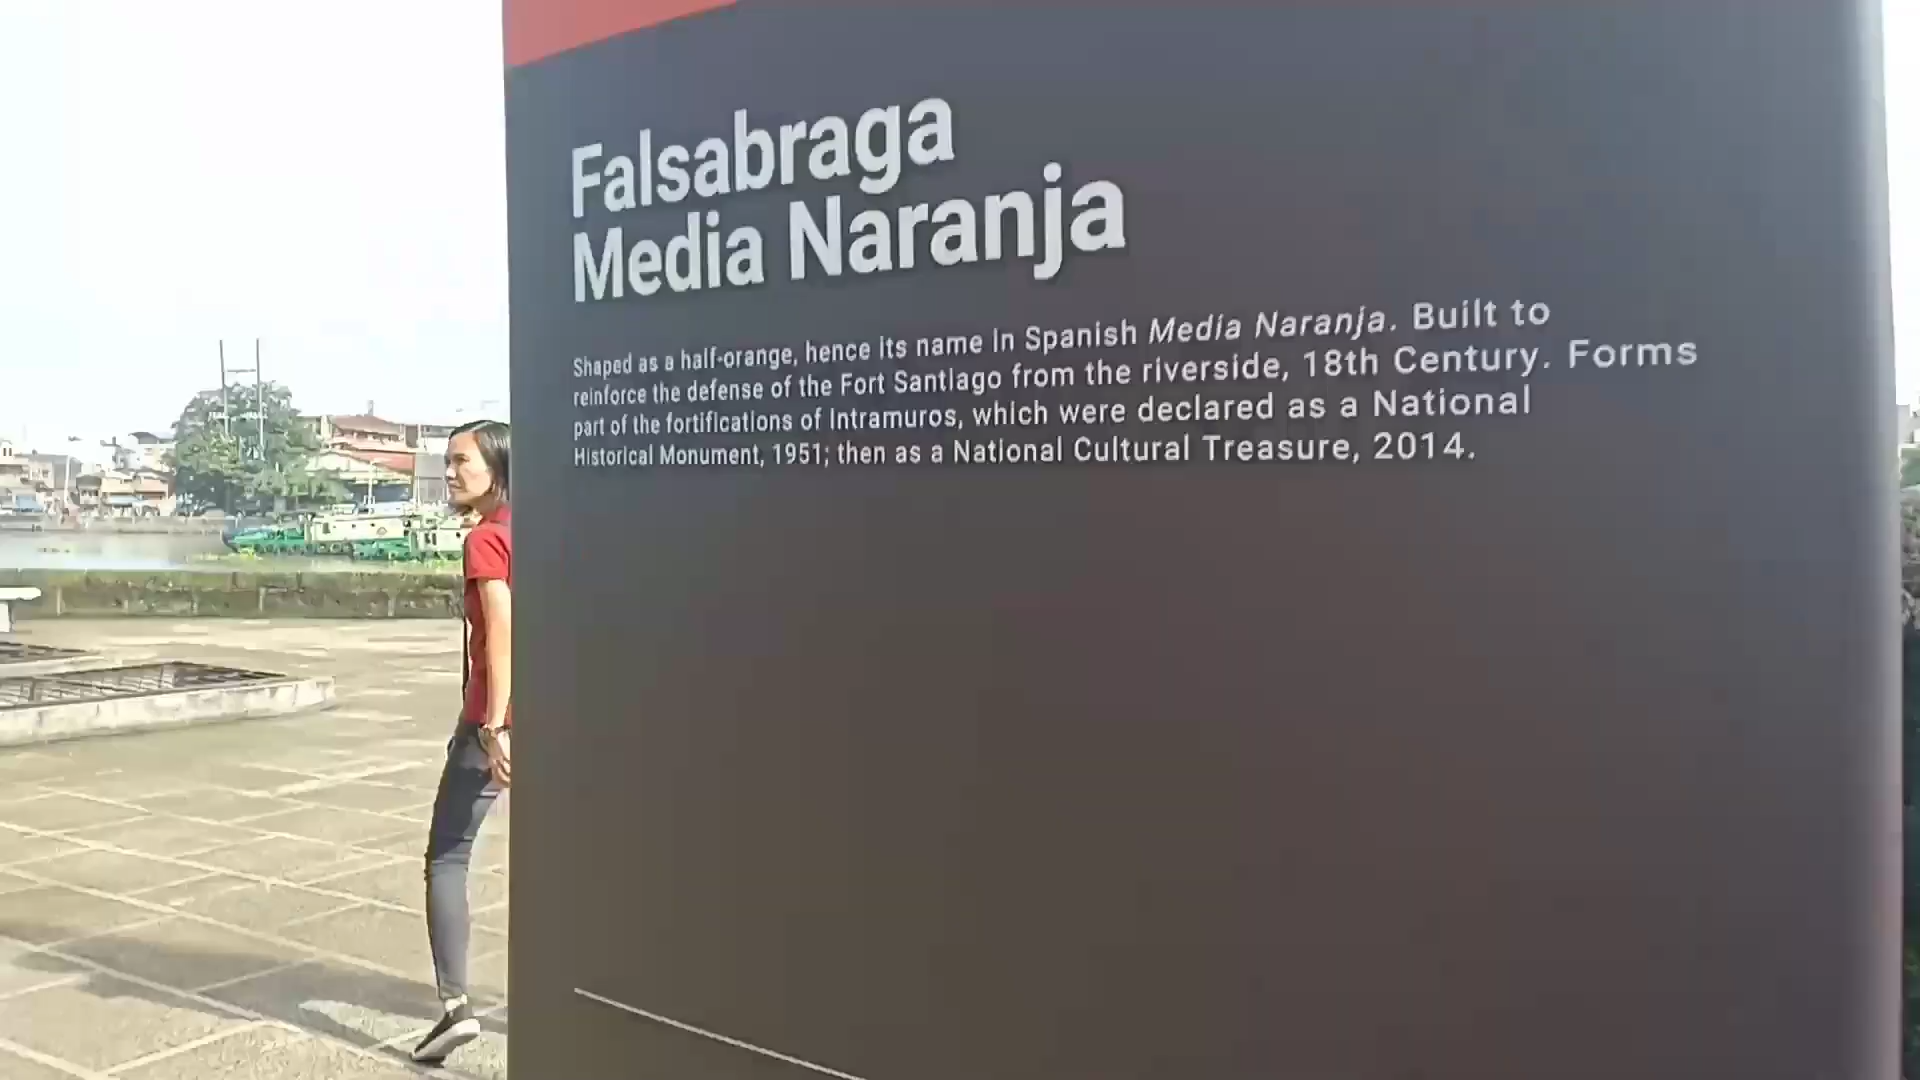 Falsabraga
Media Naranja
Shaped as a half-orange, hence its name in Spanish Media Naranja. Built to
reinforce the defense of the Fort Santiago from the riverside, 18th Century. Forms
part of the fortifications of Intramuros, which were declared as a National
Historical Monument, 1951; then as a National Cultural Treasure, 2014.